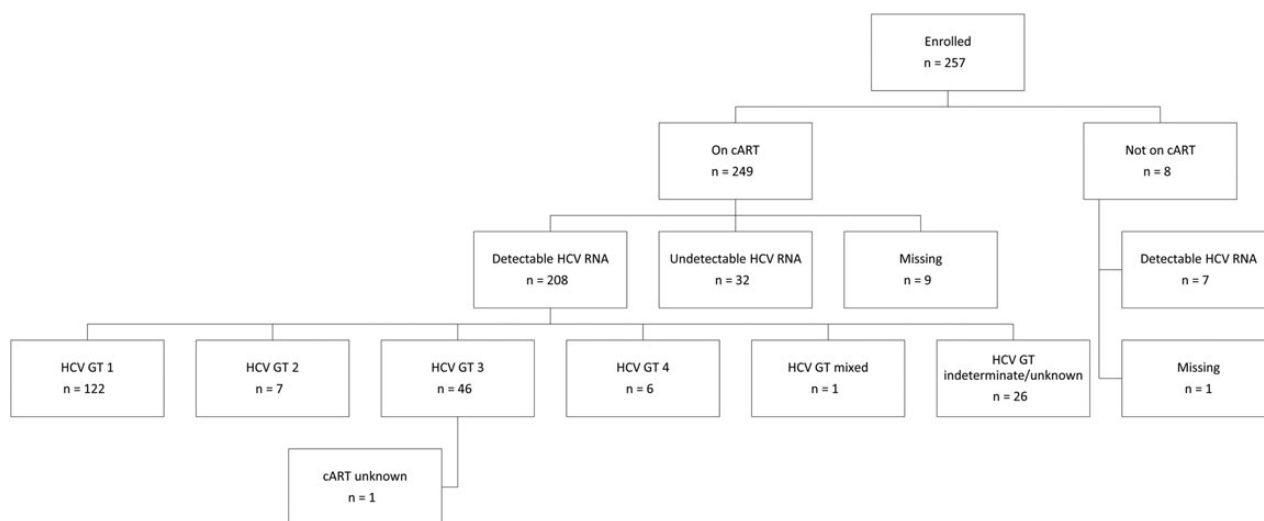 Enrolled
n = 257
On cART
n = 249
Not on cART
n = 8
Detectable HCV RNA
n = 208
Undetectable HCV RNA
n = 32
Missing
n = 9
Detectable HCV RNA
n = 7
HCV GT 1
n = 122
HCV GT 2
n = 7
HCV GT 3
n = 46
HCV GT 4
n = 6
HCV GT mixed
n = 1
HCV GT
indeterminate/unknown
n = 26
Missing
n = 1
cART unknown
n = 1